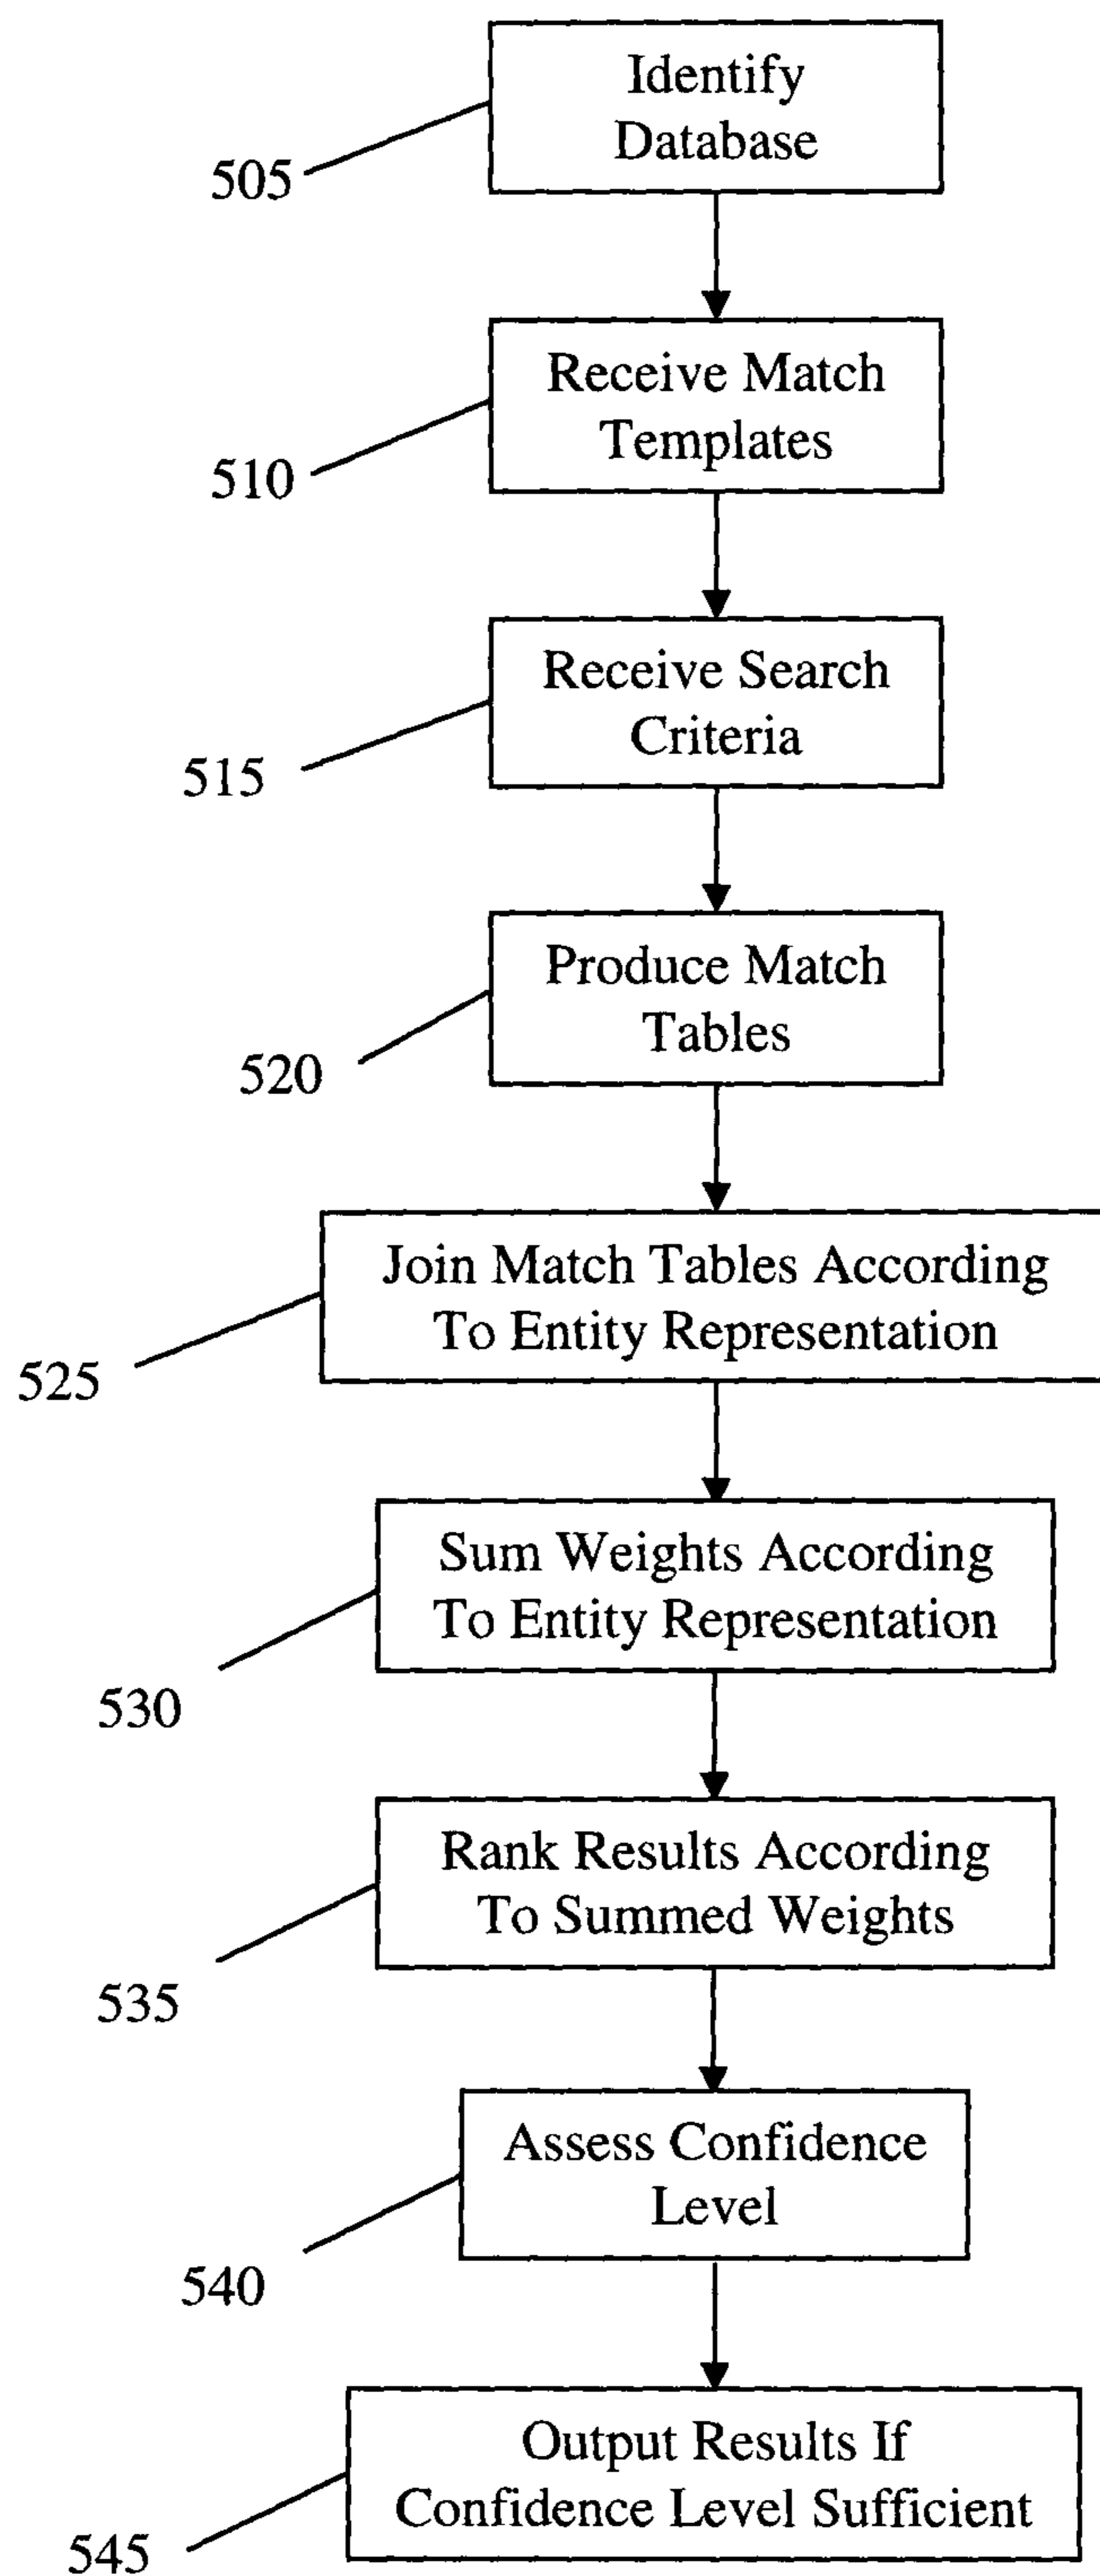 Identify
Database
505
Receive Match
Templates
510
Receive Search
Criteria
515
Produce Match
Tables
520
Join Match Tables According
To Entity Representation
525
Sum Weights According
To Entity Representation
530
Rank Results According
To Summed Weights
535
Assess Confidence
Level
540
Output Results If
Confidence Level Sufficient
545